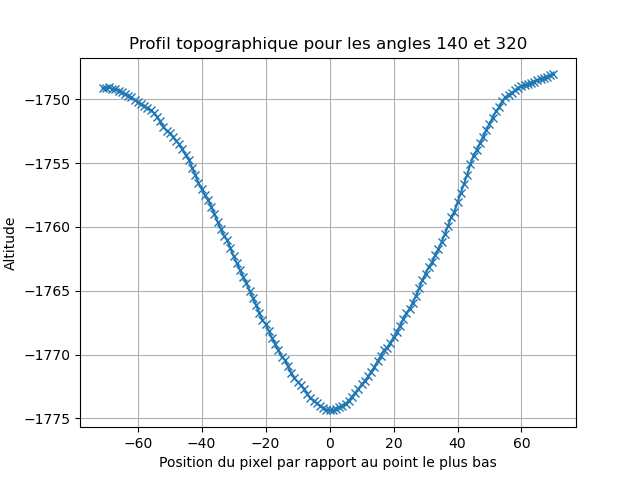 Profil topographique pour les angles 140 et 320
Altitude
−1750
−1755
−1760
−1765
−1770
−1775
−60 −40 −20 0 20 40 60
Position du pixel par rapport au point le plus bas